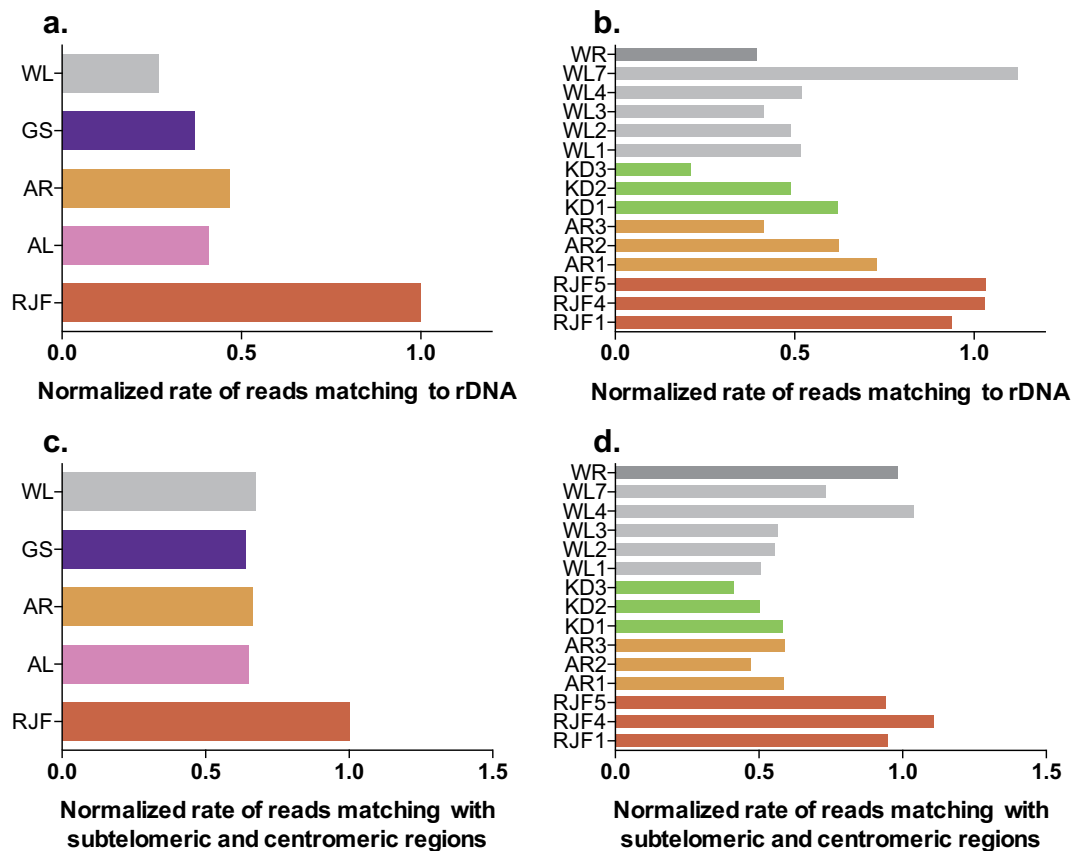 a.
WL
GS
AR
AL
RJF
0.0 0.5 1.0
Normalized rate of reads matching to rDNA
b.
WR
WL7
WL4
WL3
WL2
WL1
KD3
KD2
KD1
AR3
AR2
AR1
RJF5
RJF4
RJF1
0.0 0.5 1.0
Normalized rate of reads matching to rDNA
c.
WL
GS
AR
AL
RJF
0.0 0.5 1.0 1.5
Normalized rate of reads matching with
subtelomeric and centromeric regions
d.
WR
WL7
WL4
WL3
WL2
WL1
KD3
KD2
KD1
AR3
AR2
AR1
RJF5
RJF4
RJF1
0.0 0.5 1.0 1.5
Normalized rate of reads matching with
subtelomeric and centromeric regions